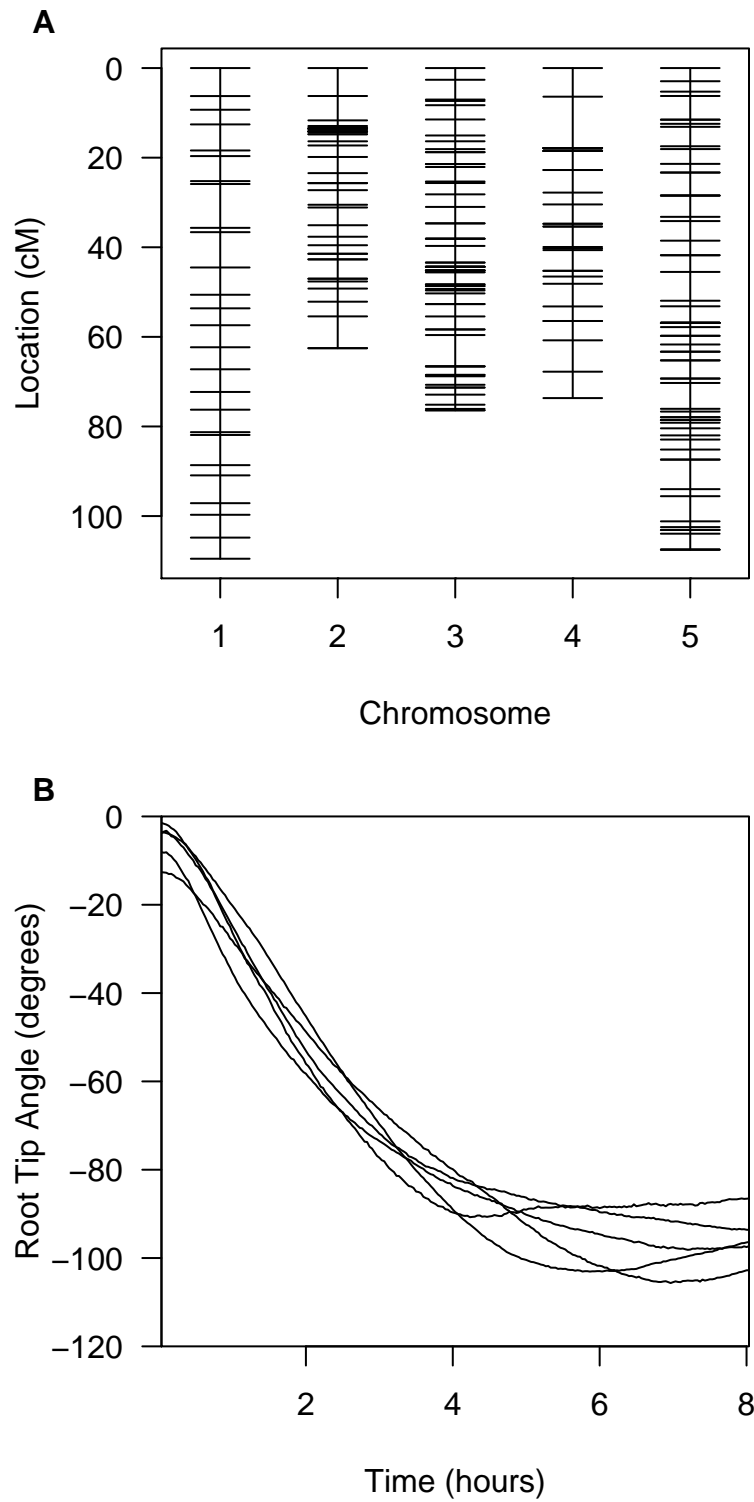 A
Location (cM)
0
20
40
60
80
100
1 2 3 4 5
Chromosome
B
Root Tip Angle (degrees)
0
−20
−40
−60
−80
−100
−120
2 4 6 8
Time (hours)